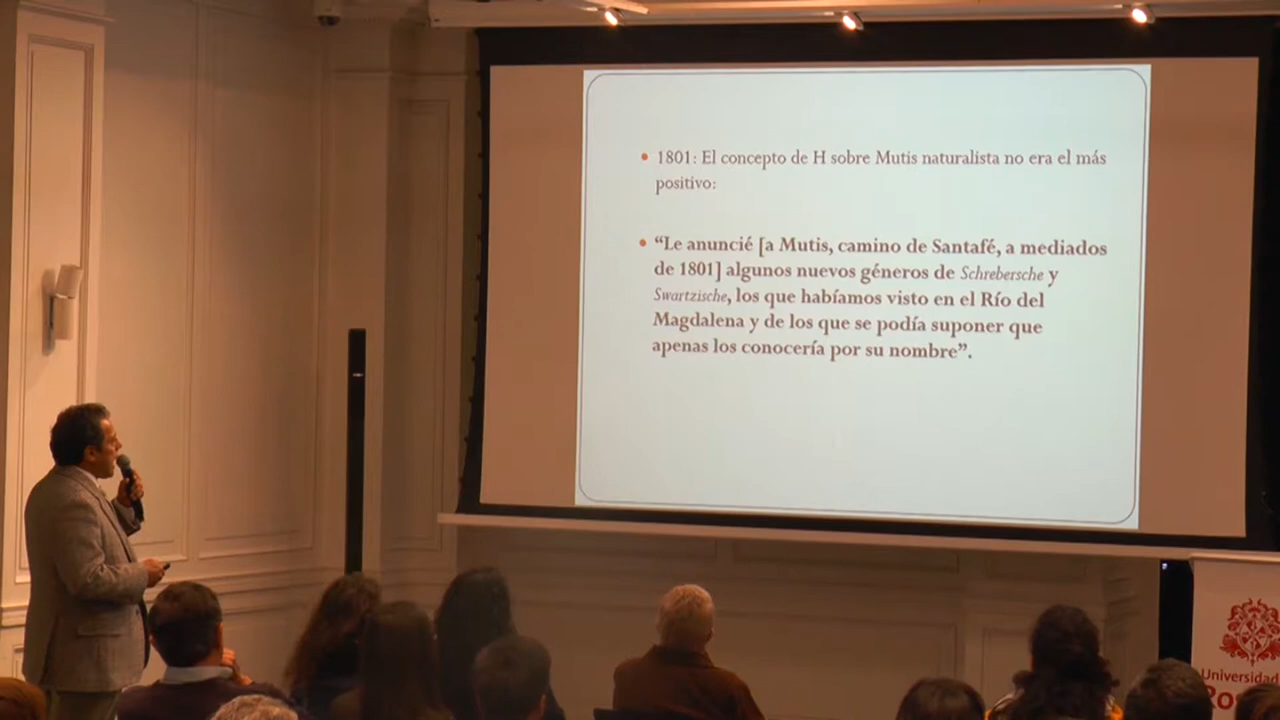 • 1801: El concepto de H sobre Mutis naturalista no era el más
positivo:
• “Le anuncié [a Mutis, camino de Santafé, a mediados
de 1801] algunos nuevos géneros de Schrebersche y
Swartzische, los que habíamos visto en el Río del
Magdalena y de los que se podía suponer que
apenas los conocería por su nombre”.
Universidad